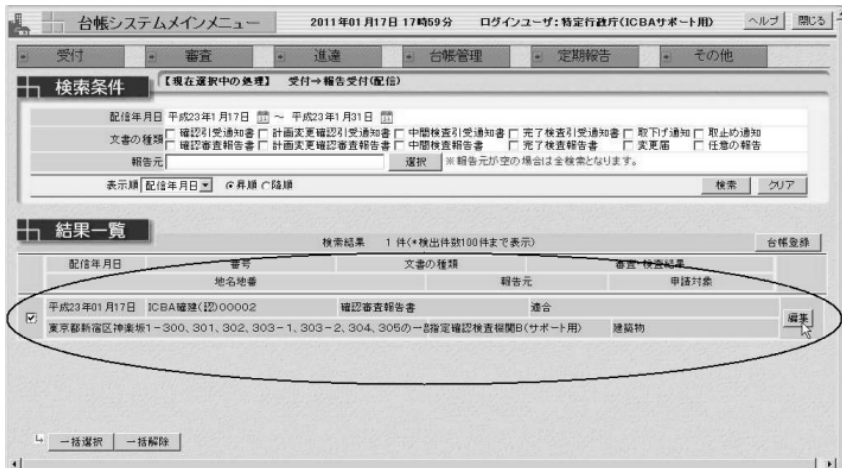 台帳システムメインメニュー 2011年01月17日 17時59分 ログインユーザ:特定行政庁(ICBAサポート用) ヘルプ 閉じる
受付 審査 進達 台帳管理 定期報告 その他
検索条件 【現在選択中の処理】 受付→報告受付(配信)
配信年月日 平成23年1月17日 ～ 平成23年1月31日
文書の種類 確認引受通知書 計画変更確認引受通知書 中間検査引受通知書 完了検査引受通知書 取下げ通知 取止め通知
確認審査報告書 計画変更確認審査報告書 中間検査報告書 完了検査報告書 変更届 任意の報告
報告元 選択 ※報告元が空の場合は全検索となります。
表示順 配信年月日 昇順 降順 検索 クリア
結果一覧
検索結果 1 件(*検出件数100件まで表示) 台帳登録
配信年月日 番号 文書の種類 審査・検査結果
地名地番 報告元 申請対象
平成23年01月17日 ICBA確建(認)00002 確認審査報告書 適合
編集
東京都新宿区神楽坂1-300、301、302、303-1、303-2、304、305の一部 指定確認検査機関B(サポート用) 建築物
一括選択 一括解除